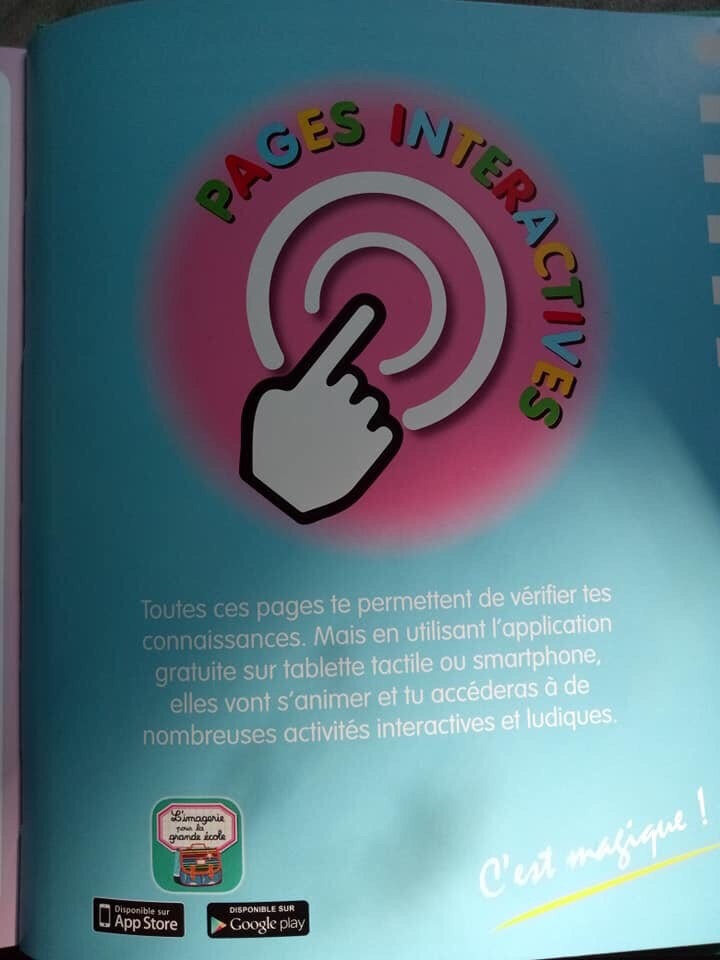 PAGES INTERACTIVES
Toutes ces pages te permettent de vérifier tes
connaissances. Mais en utilisant l'application
gratuite sur tablette tactile ou smartphone,
elles vont s'animer et tu accéderas à de
nombreuses activités interactives et ludiques.
L'imagerie
pour la
grande école
Disponible sur
App Store
DISPONIBLE SUR
Google play
C'est magique !